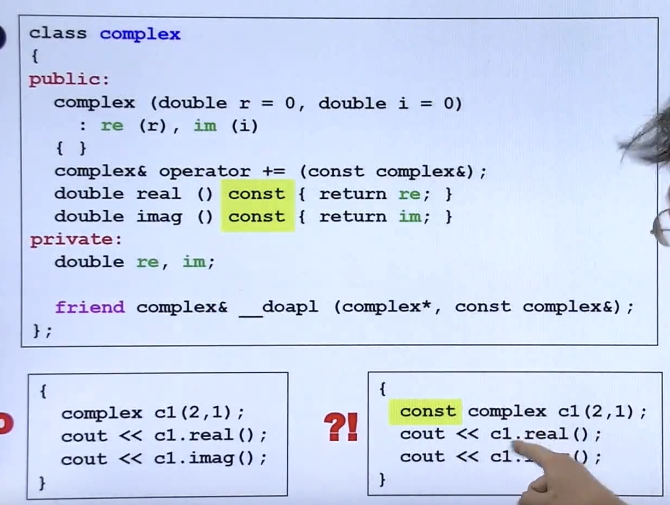 class complex
{
public:
complex (double r = 0, double i = 0)
: re (r), im (i)
{ }
complex& operator += (const complex&);
double real () const { return re; }
double imag () const { return im; }
private:
double re, im;
friend complex& __doapl (complex*, const complex&);
};
{
complex c1(2,1);
cout << c1.real();
cout << c1.imag();
}
?!
{
const complex c1(2,1);
cout << c1.real();
cout << c1. ();
}